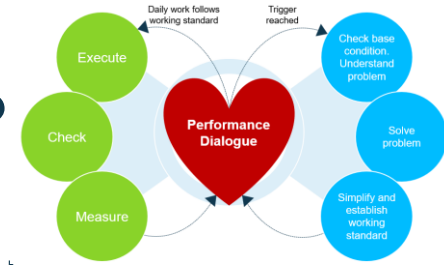 Daily work follows
working standard
Trigger
reached
Execute
Check
Measure
Performance
Dialogue
Check base
condition.
Understand
problem
Solve
problem
Simplify and
establish
working
standard